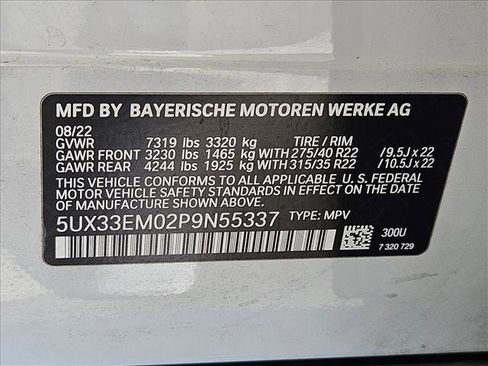 MFD BY BAYERISCHE MOTOREN WERKE AG
08/22
GVWR 7319 lbs 3320 kg TIRE / RIM
GAWR FRONT 3230 lbs 1465 kg WITH 275/40 R22 /9.5J x 22
GAWR REAR 4244 lbs 1925 kg WITH 315/35 R22 /10.5J x 22
THIS VEHICLE CONFORMS TO ALL APPLICABLE U.S. FEDERAL
MOTOR VEHICLE SAFETY STANDARDS IN EFFECT ON THE
DATE OF MANUFACTURE SHOWN ABOVE.
5UX33EM02P9N55337 TYPE: MPV
300U
7 320 729